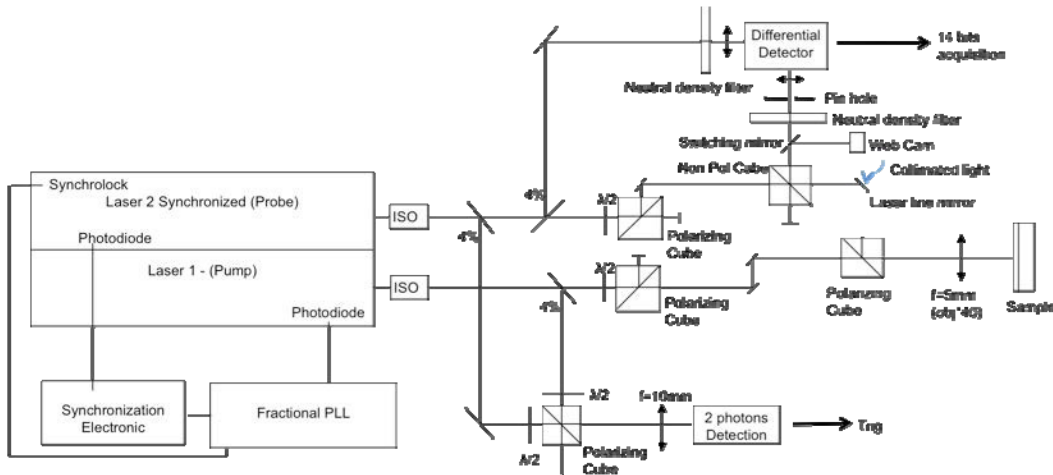 Differential
Detector
14 bits
acquisition
Neutral density filter
Pin hole
Neutral density filter
Switching mirror
Web Cam
Non Pol Cube
Collimated light
Laser line mirror
Synchrolock
Laser 2 Synchronized (Probe)
ISO
4%
4%
λ/2
Polarizing
Cube
Photodiode
Laser 1 - (Pump)
ISO
Photodiode
4%
λ/2
Polarizing
Cube
Polarizing
Cube
f=5mm
(obj*40)
Sample
Synchronization
Electronic
Fractional PLL
λ/2
f=10mm
2 photons
Detection
Trig
λ/2
Polarizing
Cube